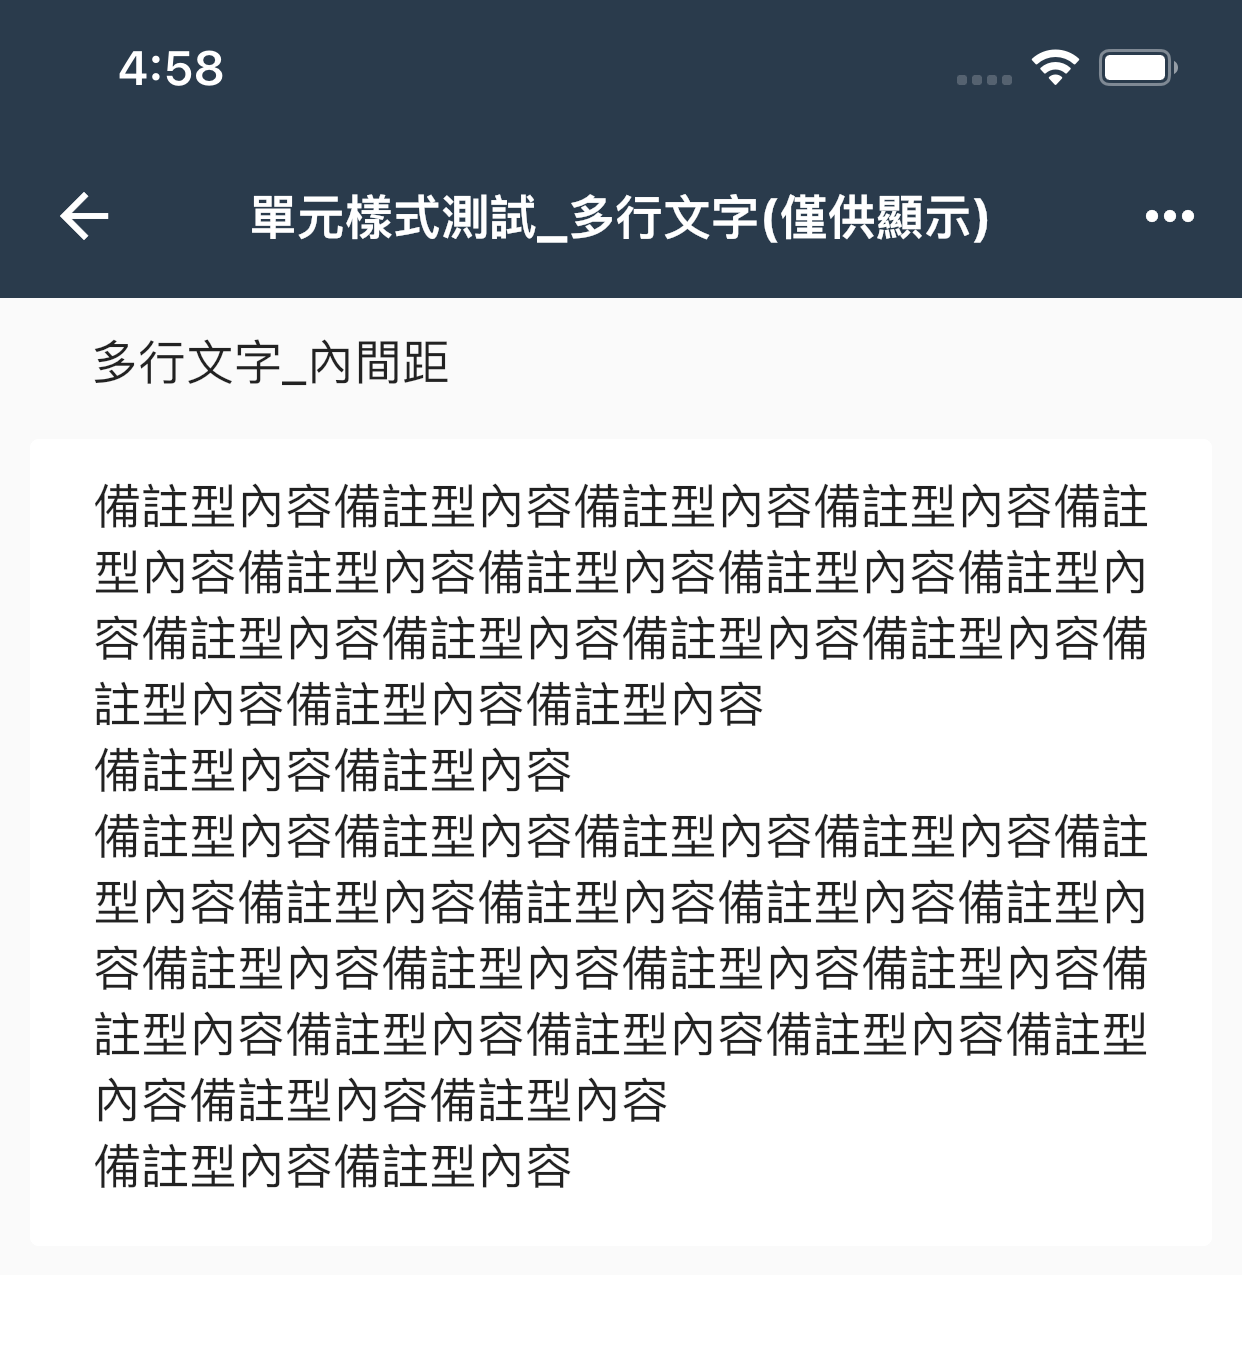 4:58
單元樣式測試_多行文字(僅供顯示)
多行文字_內間距
備註型內容備註型內容備註型內容備註型內容備註
型內容備註型內容備註型內容備註型內容備註型內
容備註型內容備註型內容備註型內容備註型內容備
註型內容備註型內容備註型內容
備註型內容備註型內容
備註型內容備註型內容備註型內容備註型內容備註
型內容備註型內容備註型內容備註型內容備註型內
容備註型內容備註型內容備註型內容備註型內容備
註型內容備註型內容備註型內容備註型內容備註型
內容備註型內容備註型內容
備註型內容備註型內容